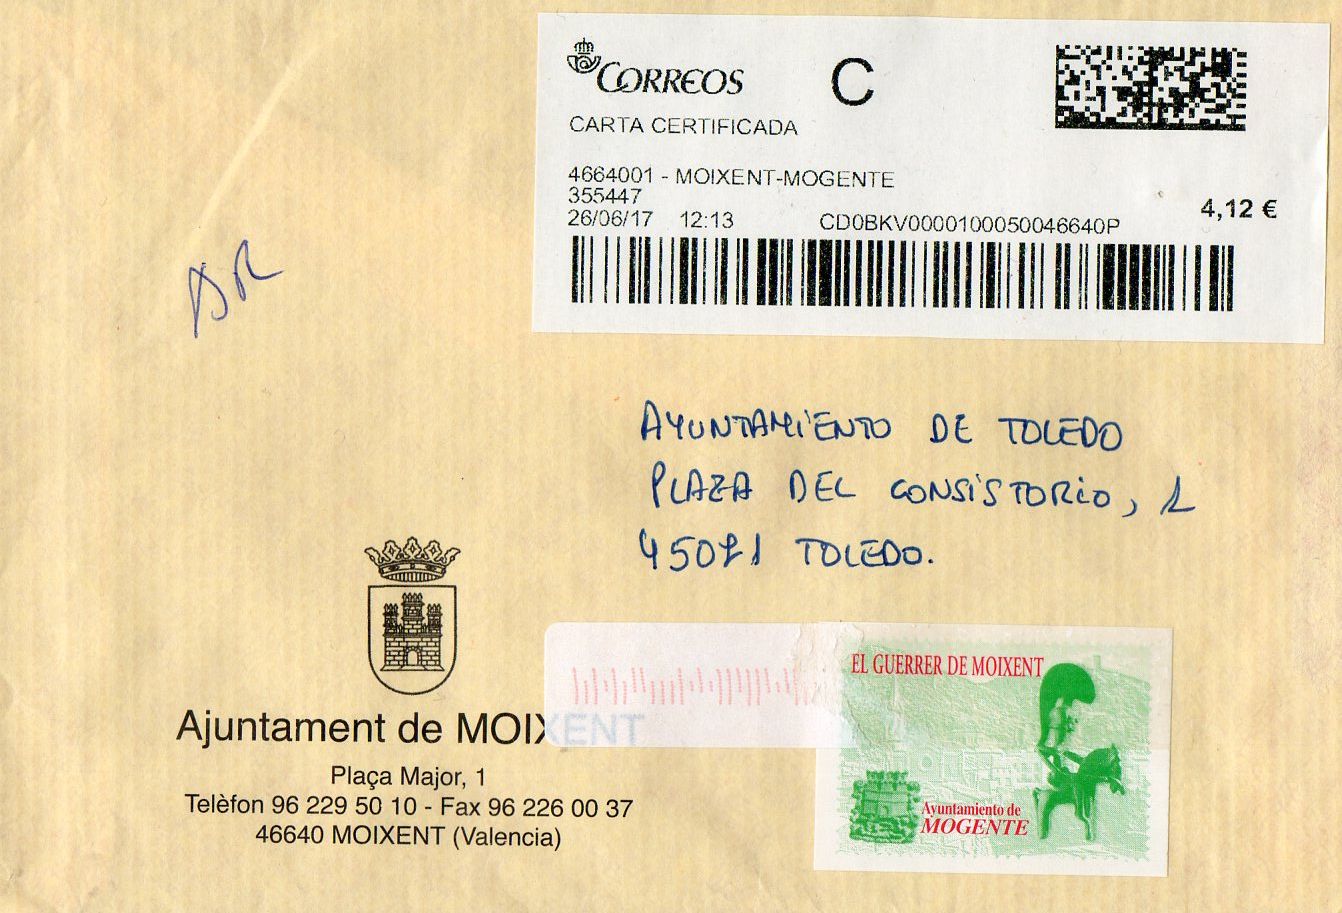 CORREOS
C
CARTA CERTIFICADA
4664001 - MOIXENT-MOGENTE
355447
4,12 €
26/06/17 12:13 CD0BKV0000100050046640P
AR
AYUNTAMIENTO DE TOLEDO
PLAZA DEL CONSISTORIO, 1
45071 TOLEDO.
Ajuntament de MOIXENT
Plaça Major, 1
Telèfon 96 229 50 10 - Fax 96 226 00 37
46640 MOIXENT (Valencia)
EL GUERRER DE MOIXENT
Ayuntamiento de
MOGENTE